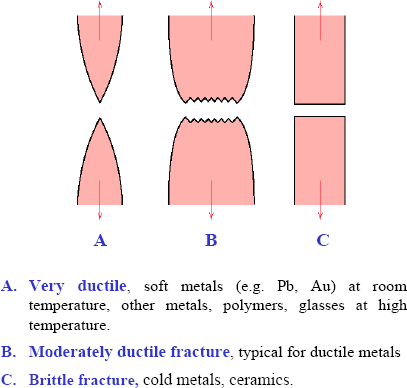 A B C
A. Very ductile, soft metals (e.g. Pb, Au) at room
temperature, other metals, polymers, glasses at high
temperature.
B. Moderately ductile fracture, typical for ductile metals
C. Brittle fracture, cold metals, ceramics.